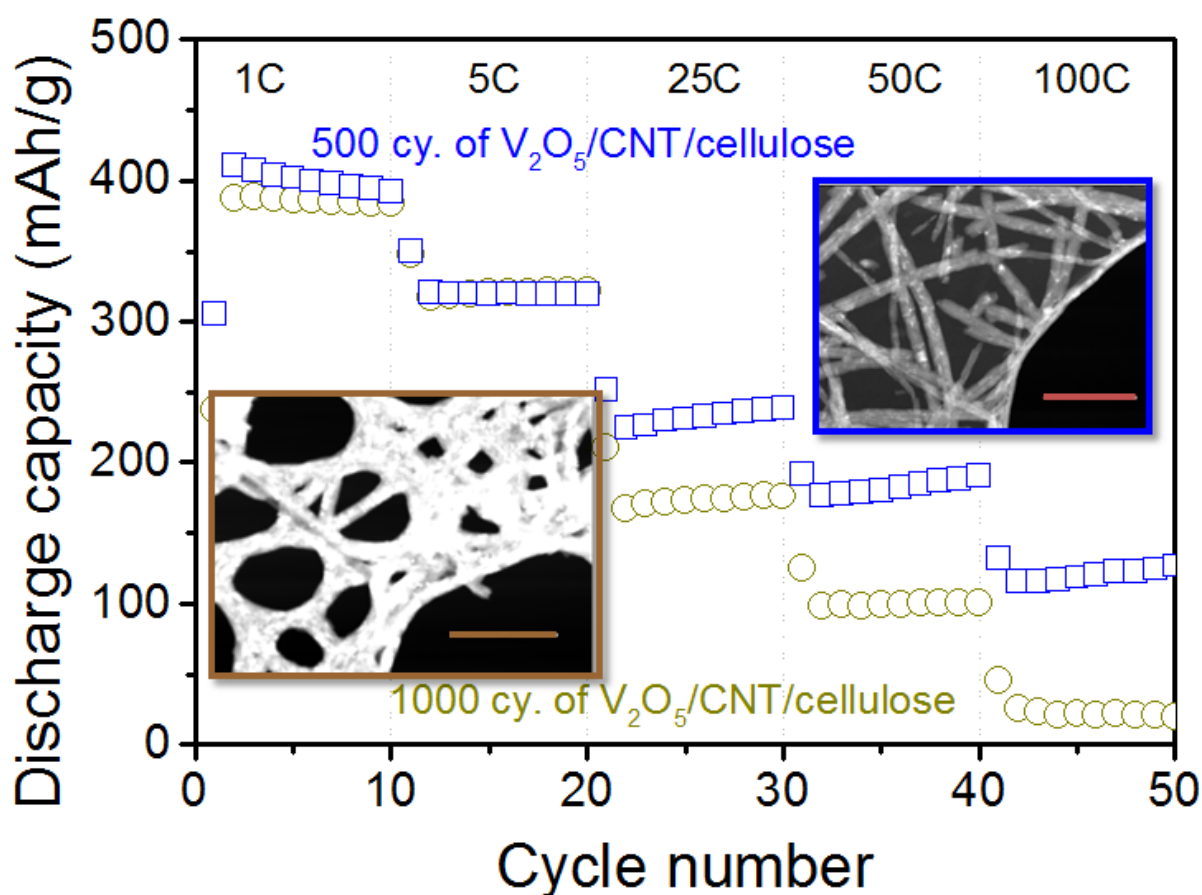 Discharge capacity (mAh/g)
500
400
300
200
100
0
1C 5C 25C 50C 100C
500 cy. of V₂O₅/CNT/cellulose
1000 cy. of V₂O₅/CNT/cellulose
0 10 20 30 40 50
Cycle number